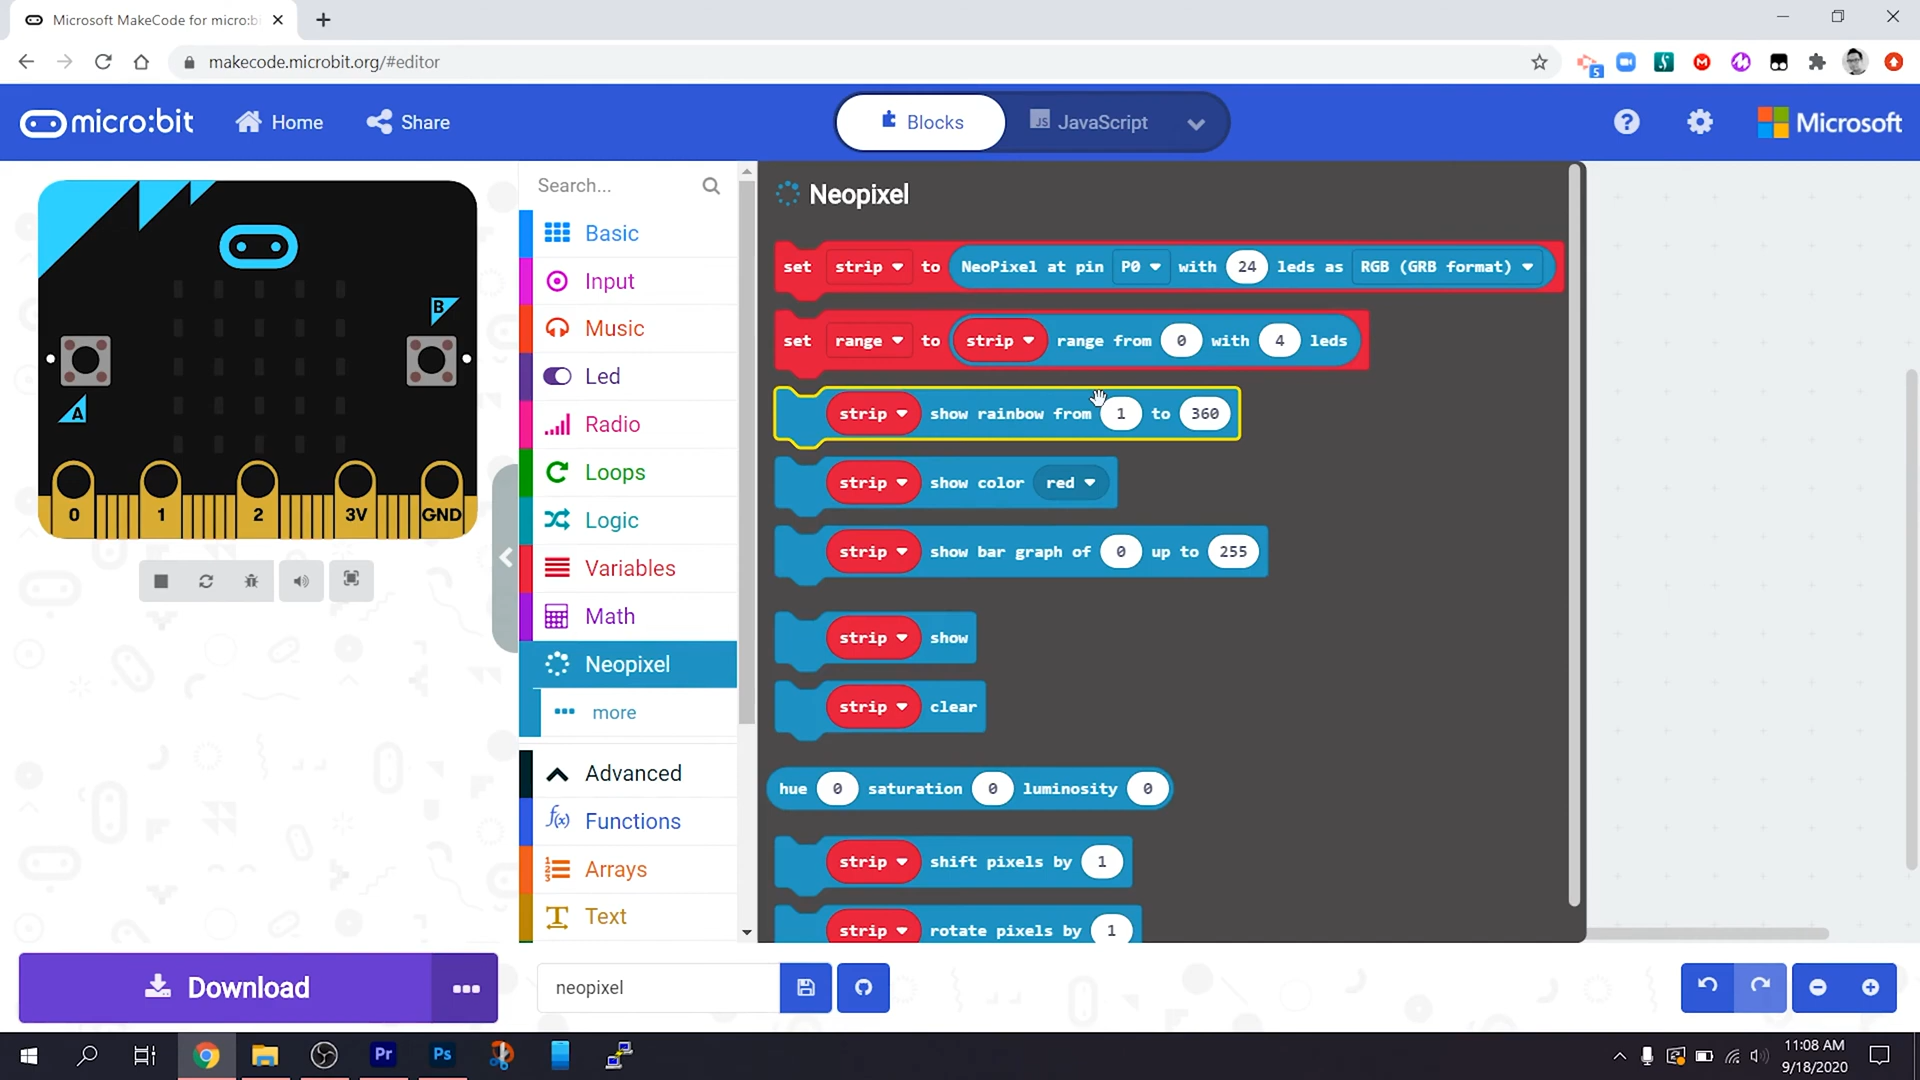 Microsoft MakeCode for micro:bi
makecode.microbit.org/#editor
5
micro:bit
Home
Share
Blocks
JS JavaScript
?
Microsoft
B
A
0 1 2 3V GND
Search...
Basic
Input
Music
Led
Radio
Loops
Logic
Variables
Math
Neopixel
more
Advanced
f(x) Functions
Arrays
T Text
Neopixel
set strip to NeoPixel at pin P0 with 24 leds as RGB (GRB format)
set range to strip range from 0 with 4 leds
strip show rainbow from 1 to 360
strip show color red
strip show bar graph of 0 up to 255
strip show
strip clear
hue 0 saturation 0 luminosity 0
strip shift pixels by 1
strip rotate pixels by 1
Download
neopixel
Pr
Ps
11:08 AM
9/18/2020